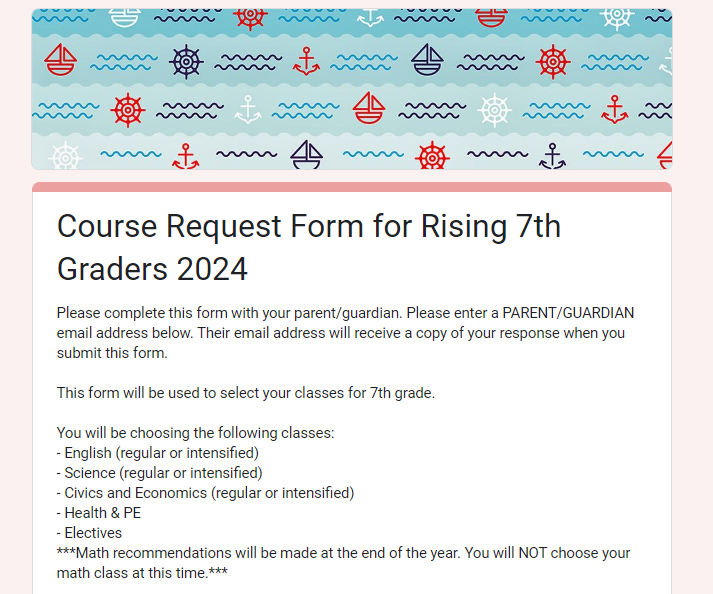 Course Request Form for Rising 7th
Graders 2024
Please complete this form with your parent/guardian. Please enter a PARENT/GUARDIAN
email address below. Their email address will receive a copy of your response when you
submit this form.
This form will be used to select your classes for 7th grade.
You will be choosing the following classes:
- English (regular or intensified)
- Science (regular or intensified)
- Civics and Economics (regular or intensified)
- Health & PE
- Electives
***Math recommendations will be made at the end of the year. You will NOT choose your
math class at this time.***